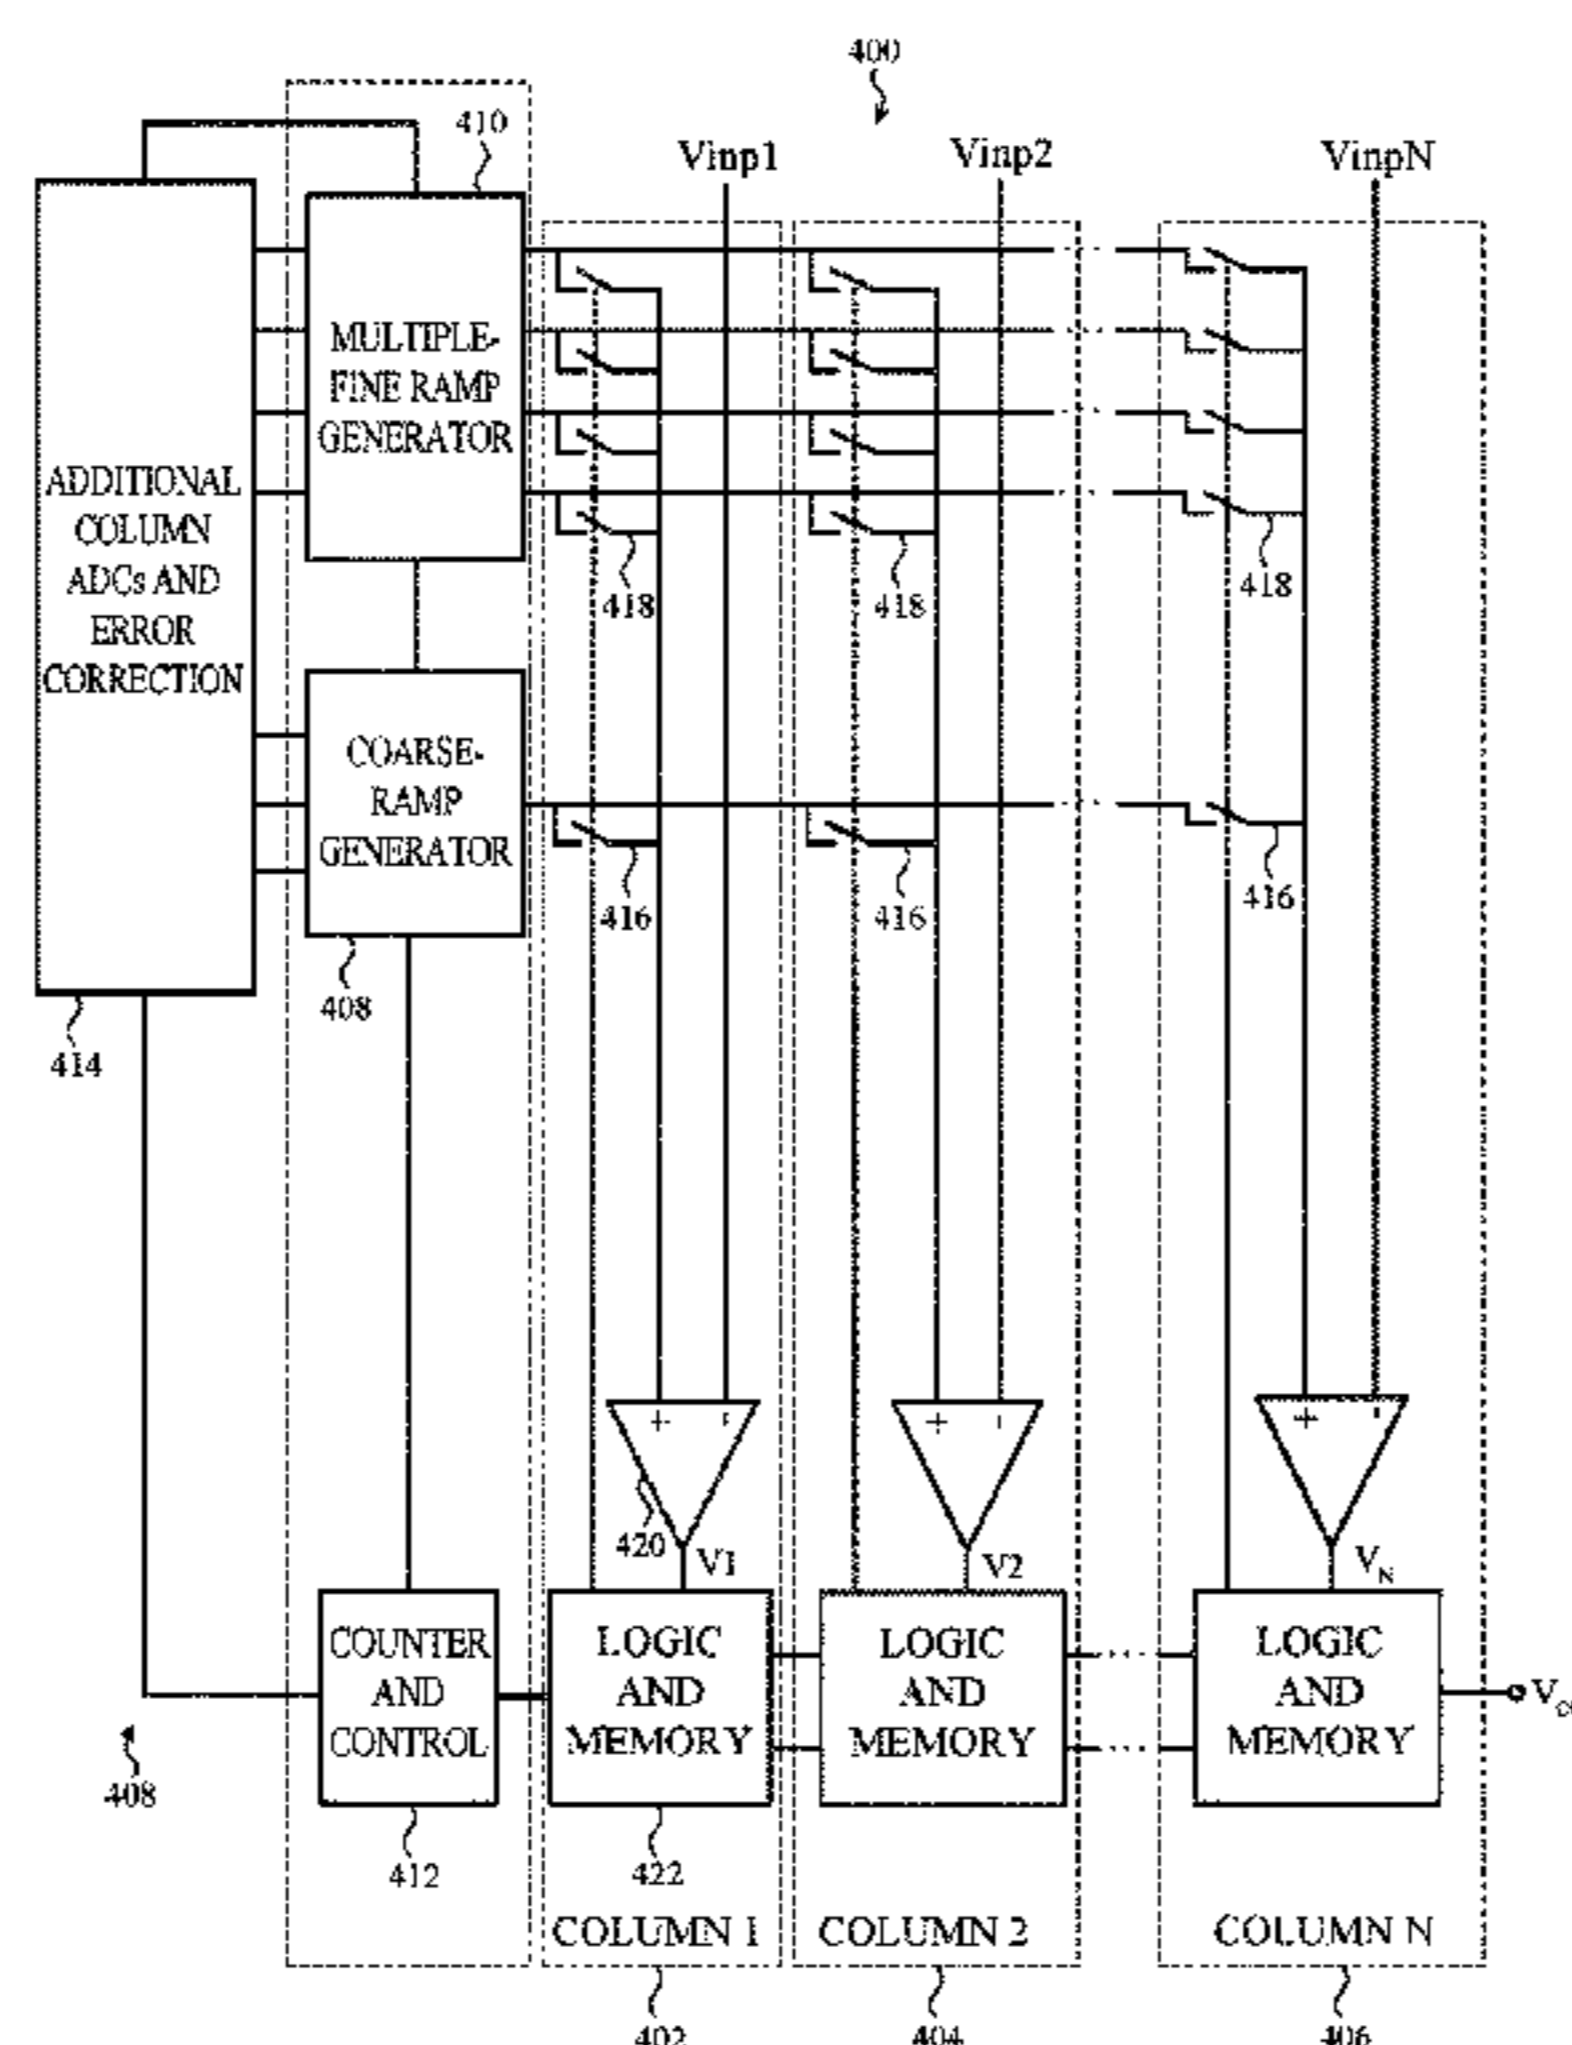 400
410
Vinp1
Vinp2
VinpN
MULTIPLE-
FINE RAMP
GENERATOR
ADDITIONAL
COLUMN
ADCs AND
ERROR
CORRECTION
418
418
418
COARSE-
RAMP
GENERATOR
416
416
416
408
414
+
-
+
-
+
-
420
V1
V2
VN
COUNTER
AND
CONTROL
LOGIC
AND
MEMORY
LOGIC
AND
MEMORY
LOGIC
AND
MEMORY
408
412
422
COLUMN 1
COLUMN 2
COLUMN N
402
404
406